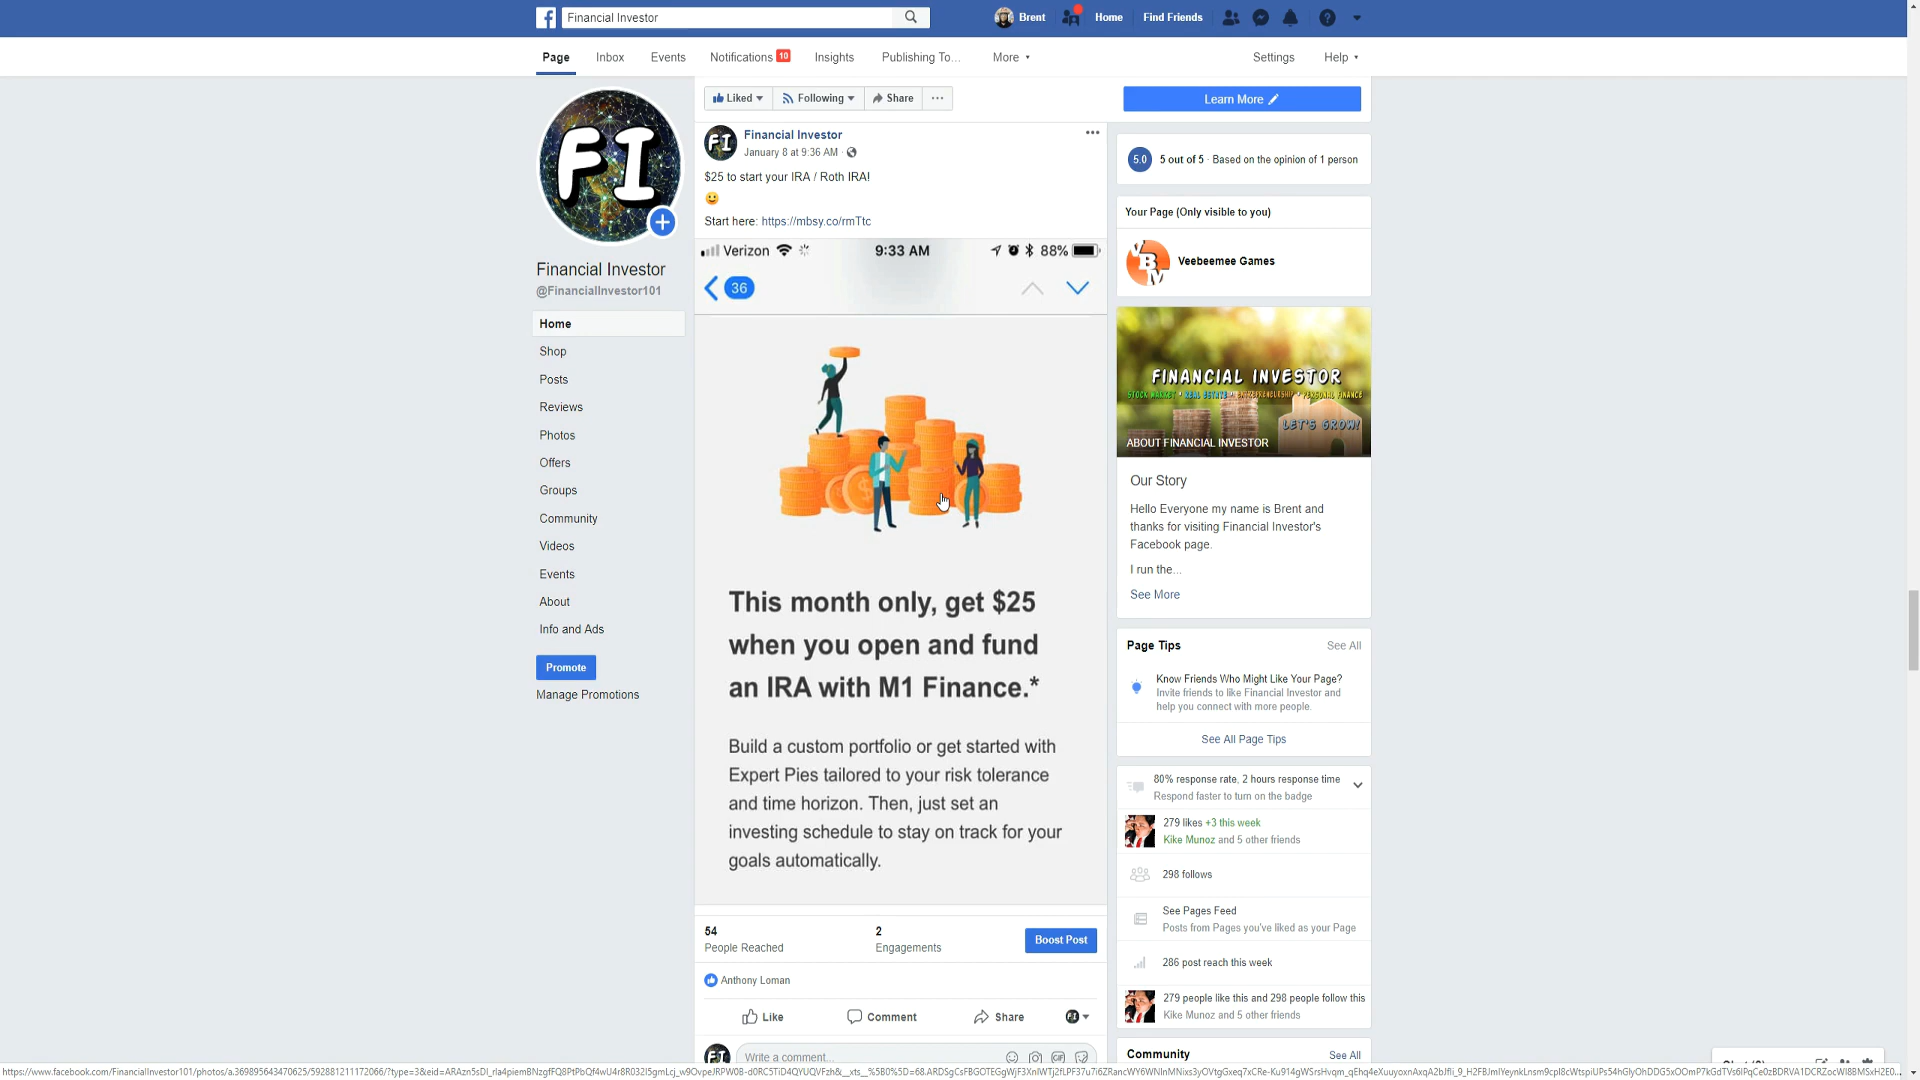 Financial Investor
Brent
Home
Find Friends
Page
Inbox
Events
Notifications 10
Insights
Publishing To...
More
Settings
Help
Liked
Following
Share
Learn More
FI
Financial Investor
@FinancialInvestor101
Home
Shop
Posts
Reviews
Photos
Offers
Groups
Community
Videos
Events
About
Info and Ads
Promote
Manage Promotions
FI
Financial Investor
January 8 at 9:36 AM ·
$25 to start your IRA / Roth IRA!
Start here: https://mbsy.co/rmTtc
Verizon
9:33 AM
88%
36
This month only, get $25
when you open and fund
an IRA with M1 Finance.*
Build a custom portfolio or get started with
Expert Pies tailored to your risk tolerance
and time horizon. Then, just set an
investing schedule to stay on track for your
goals automatically.
54
People Reached
2
Engagements
Boost Post
Anthony Loman
Like
Comment
Share
FI
Write a comment...
5.0
5 out of 5 · Based on the opinion of 1 person
Your Page (Only visible to you)
Veebeemee Games
FINANCIAL INVESTOR
STOCK MARKET * REAL ESTATE * ENTREPRENEURSHIP * PERSONAL FINANCE
LET'S GROW!
ABOUT FINANCIAL INVESTOR
Our Story
Hello Everyone my name is Brent and
thanks for visiting Financial Investor's
Facebook page.
I run the...
See More
Page Tips
See All
Know Friends Who Might Like Your Page?
Invite friends to like Financial Investor and
help you connect with more people.
See All Page Tips
80% response rate, 2 hours response time
Respond faster to turn on the badge
279 likes +3 this week
Kike Munoz and 5 other friends
298 follows
See Pages Feed
Posts from Pages you've liked as your Page
286 post reach this week
279 people like this and 298 people follow this
Kike Munoz and 5 other friends
Community
See All